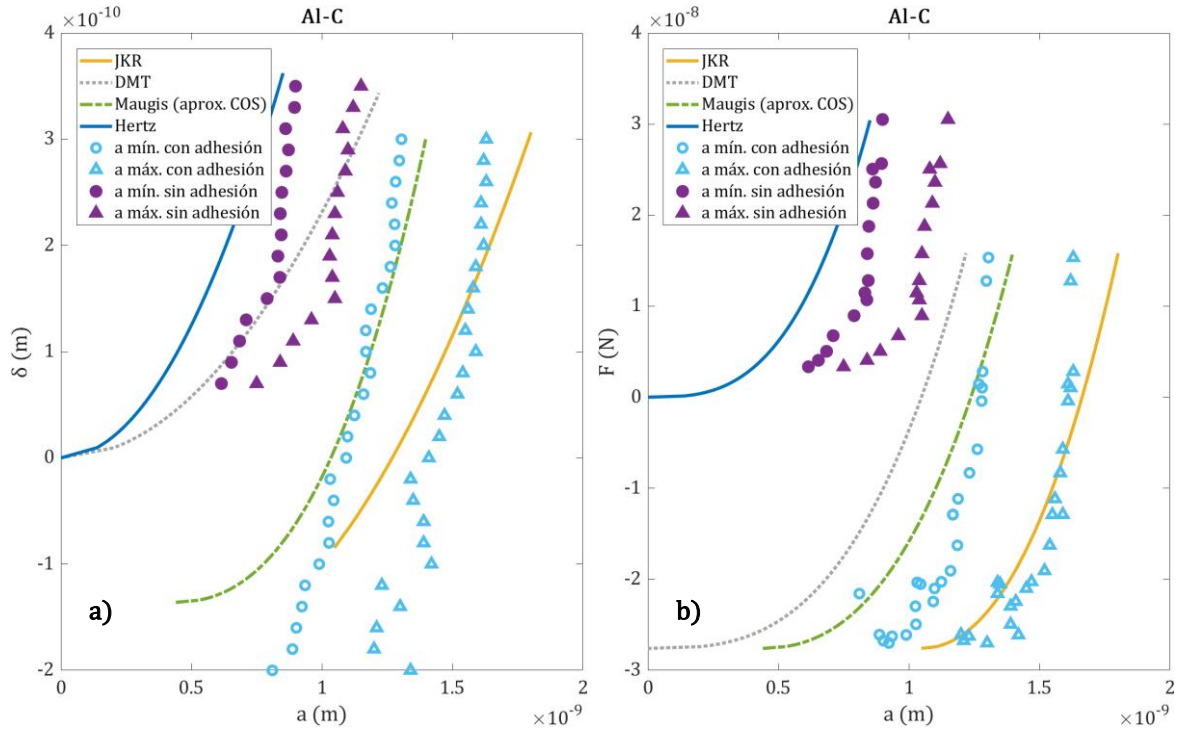 Al-C
×10⁻¹⁰
4
3
2
1
0
-1
-2
δ (m)
JKR
DMT
Maugis (aprox. COS)
Hertz
a mín. con adhesión
a máx. con adhesión
a mín. sin adhesión
a máx. sin adhesión
a)
0
0.5
1
1.5
2
a (m)
×10⁻⁹
Al-C
×10⁻⁸
4
3
2
1
0
-1
-2
-3
F (N)
JKR
DMT
Maugis (aprox. COS)
Hertz
a mín. con adhesión
a máx. con adhesión
a mín. sin adhesión
a máx. sin adhesión
b)
0
0.5
1
1.5
2
a (m)
×10⁻⁹